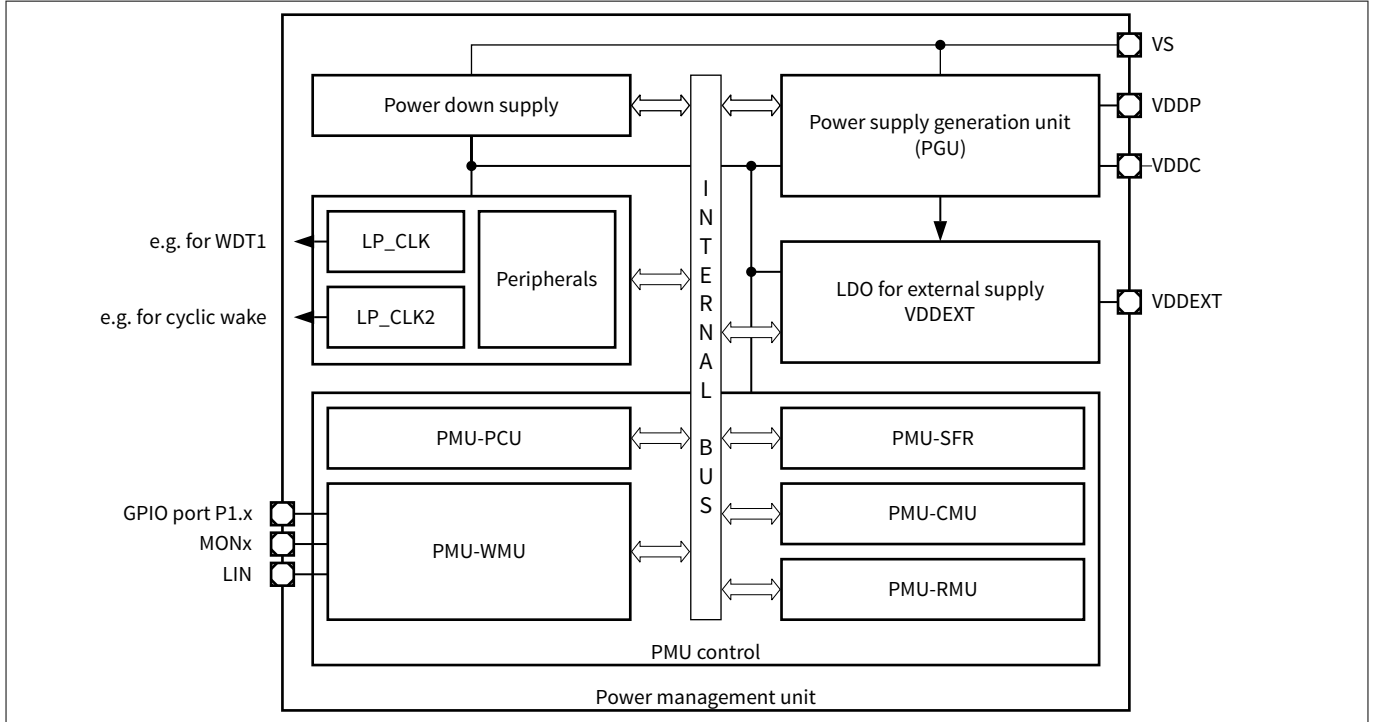 VS
Power down supply
Power supply generation unit
(PGU)
VDDP
VDDC
INTERNAL BUS
e.g. for WDT1
LP_CLK
Peripherals
e.g. for cyclic wake
LP_CLK2
LDO for external supply
VDDEXT
VDDEXT
PMU-PCU
PMU-SFR
GPIO port P1.x
MONx
LIN
PMU-WMU
PMU-CMU
PMU-RMU
PMU control
Power management unit